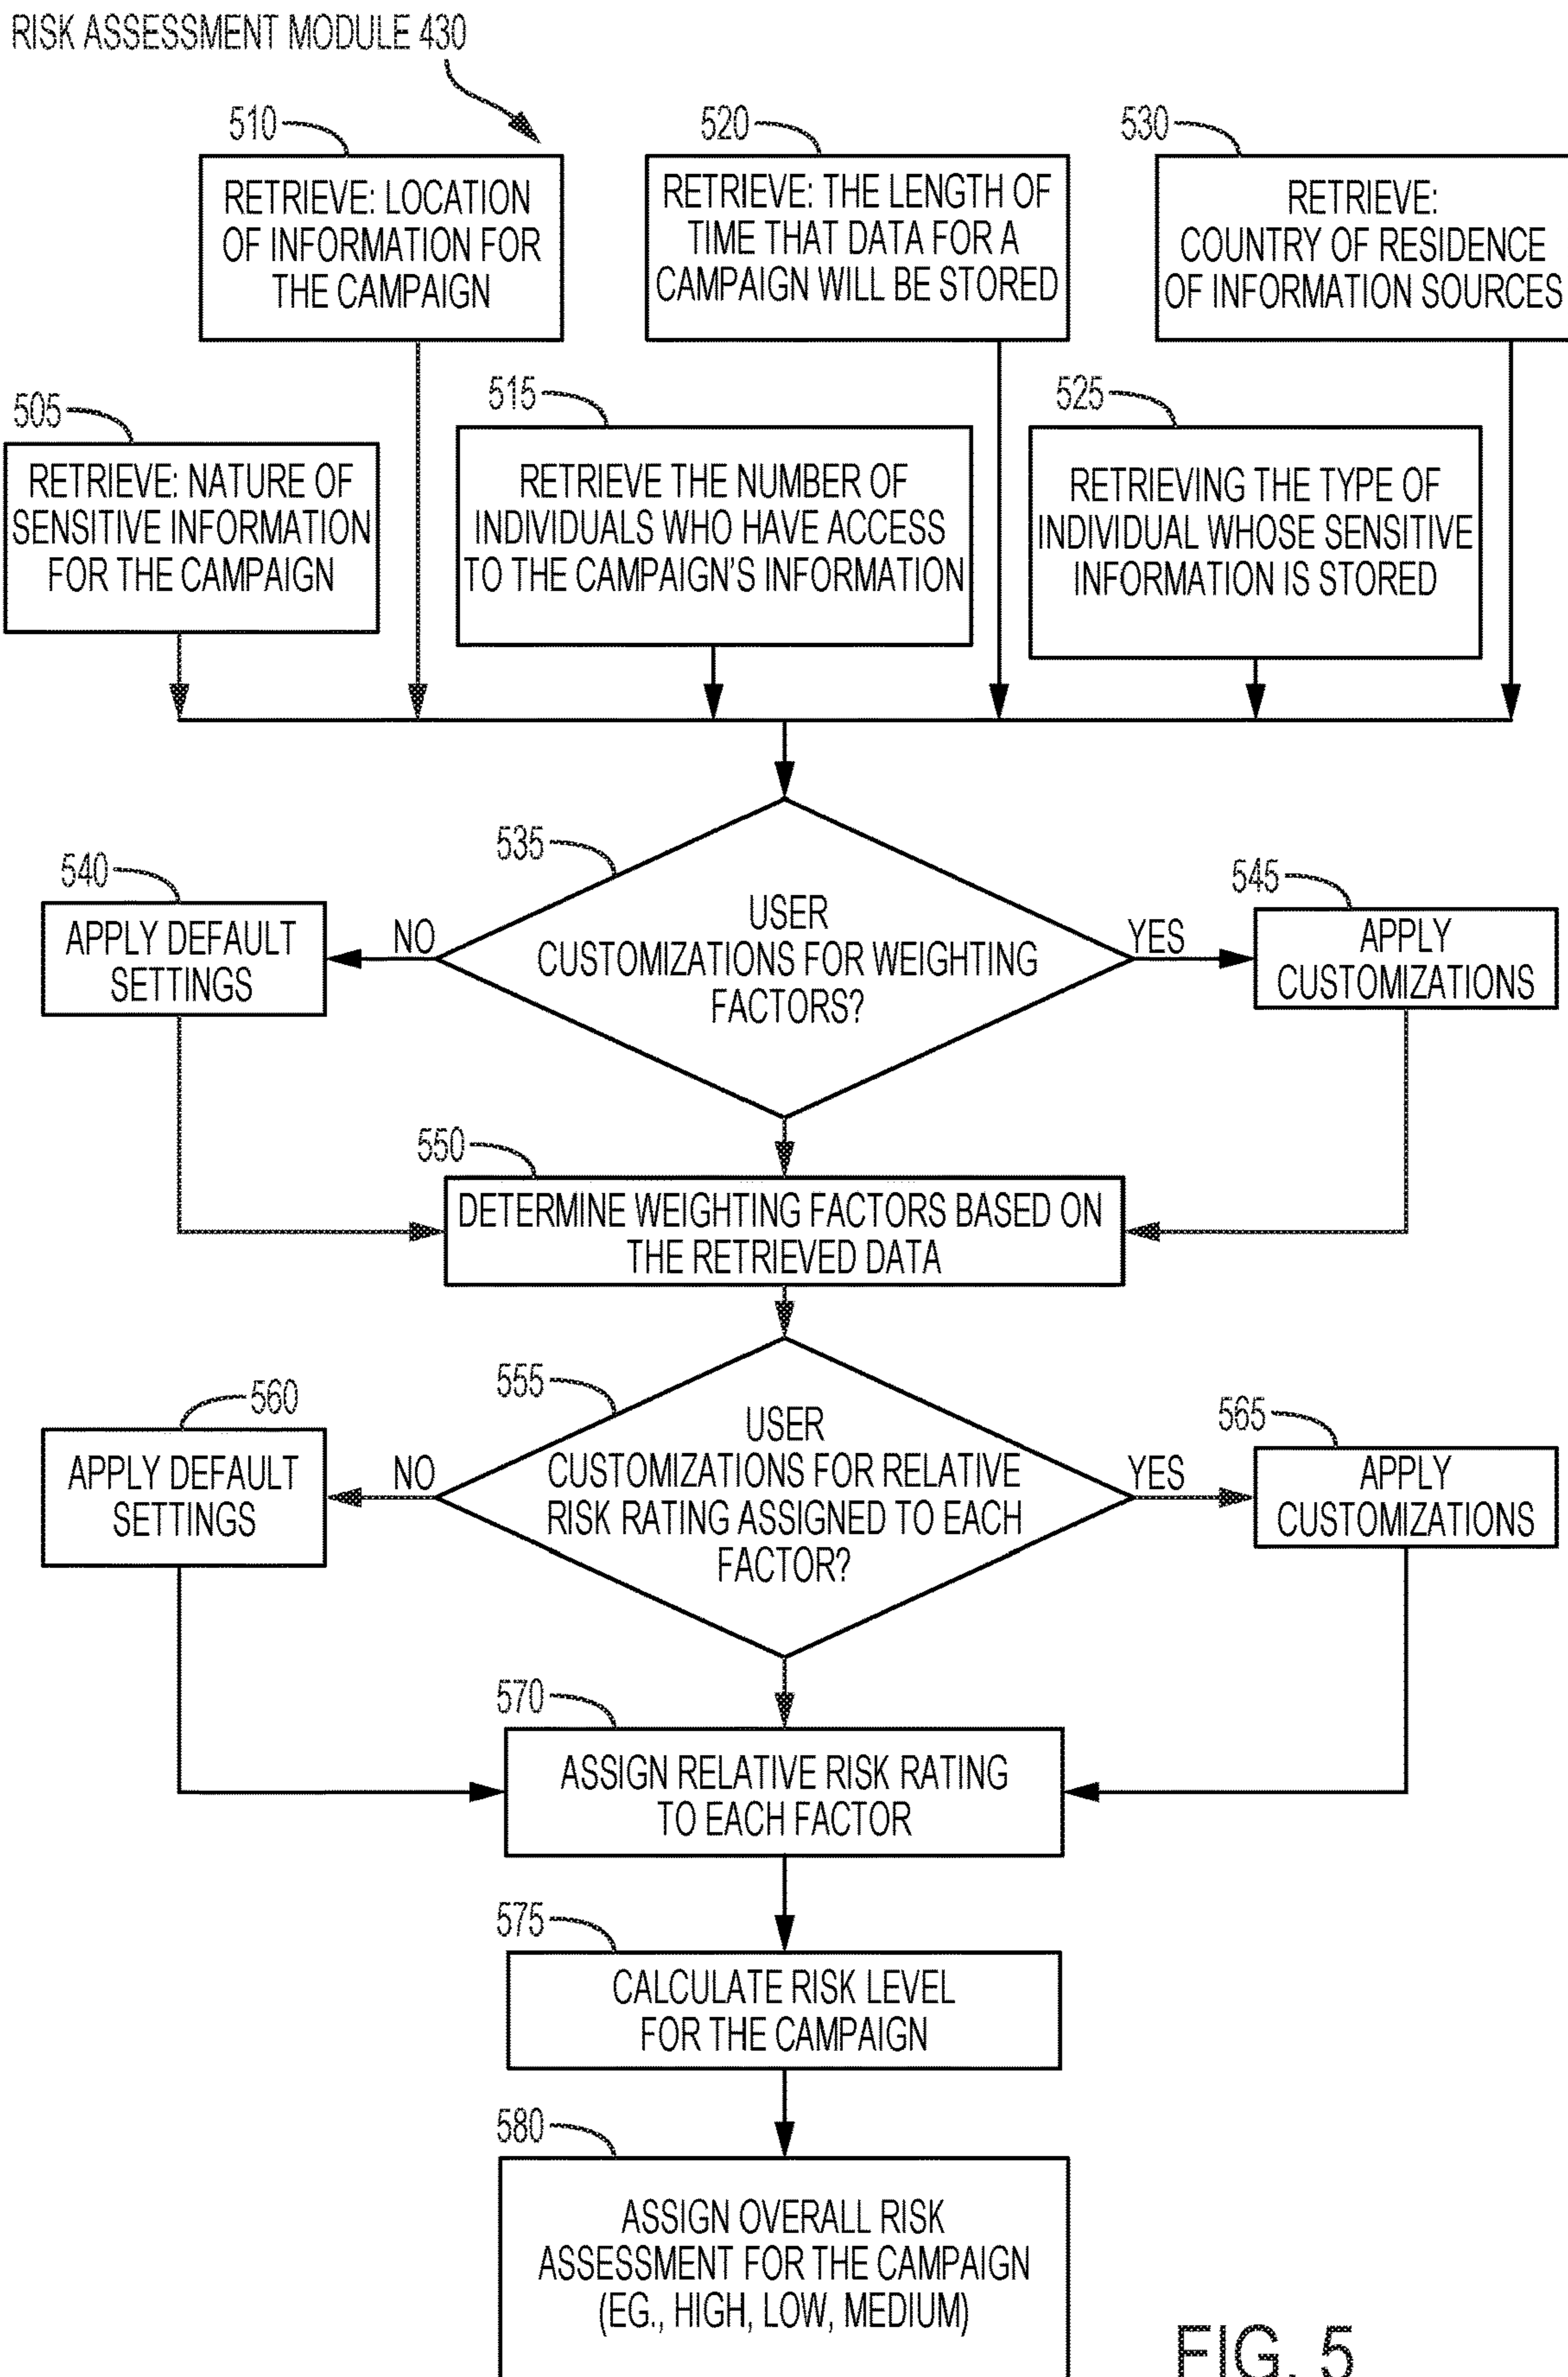 RISK ASSESSMENT MODULE 430
510
RETRIEVE: LOCATION
OF INFORMATION FOR
THE CAMPAIGN
520
RETRIEVE: THE LENGTH OF
TIME THAT DATA FOR A
CAMPAIGN WILL BE STORED
530
RETRIEVE:
COUNTRY OF RESIDENCE
OF INFORMATION SOURCES
505
RETRIEVE: NATURE OF
SENSITIVE INFORMATION
FOR THE CAMPAIGN
515
RETRIEVE THE NUMBER OF
INDIVIDUALS WHO HAVE ACCESS
TO THE CAMPAIGN'S INFORMATION
525
RETRIEVING THE TYPE OF
INDIVIDUAL WHOSE SENSITIVE
INFORMATION IS STORED
535
USER
CUSTOMIZATIONS FOR WEIGHTING
FACTORS?
NO
540
APPLY DEFAULT
SETTINGS
YES
545
APPLY
CUSTOMIZATIONS
550
DETERMINE WEIGHTING FACTORS BASED ON
THE RETRIEVED DATA
555
USER
CUSTOMIZATIONS FOR RELATIVE
RISK RATING ASSIGNED TO EACH
FACTOR?
NO
560
APPLY DEFAULT
SETTINGS
YES
565
APPLY
CUSTOMIZATIONS
570
ASSIGN RELATIVE RISK RATING
TO EACH FACTOR
575
CALCULATE RISK LEVEL
FOR THE CAMPAIGN
580
ASSIGN OVERALL RISK
ASSESSMENT FOR THE CAMPAIGN
(EG., HIGH, LOW, MEDIUM)
FIG. 5